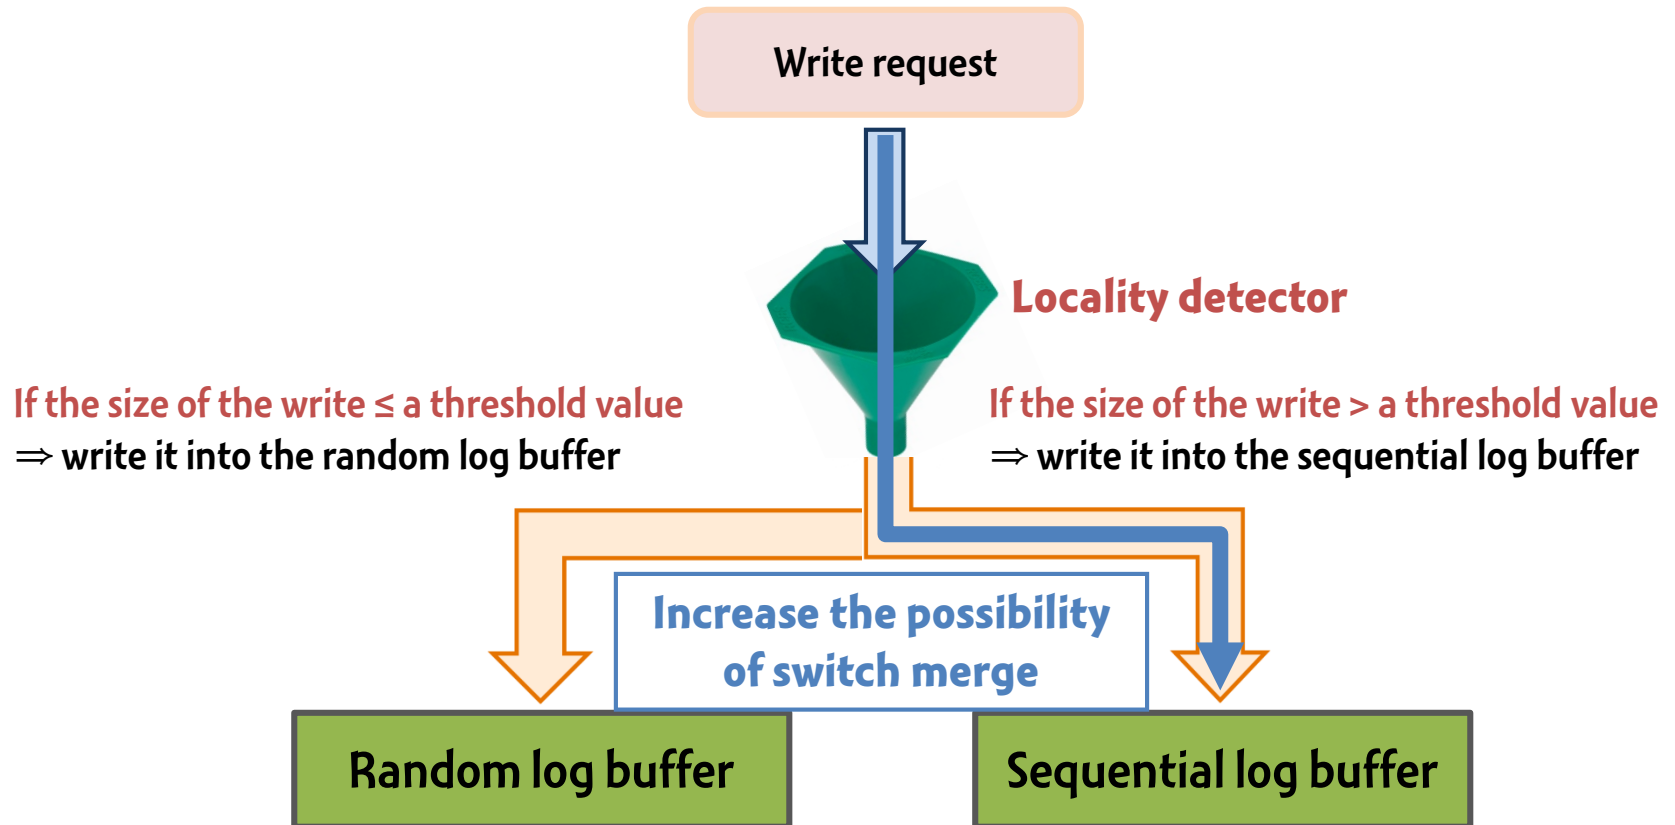 Write request
Locality detector
If the size of the write ≤ a threshold value
⇒ write it into the random log buffer
If the size of the write > a threshold value
⇒ write it into the sequential log buffer
Increase the possibility
of switch merge
Random log buffer
Sequential log buffer